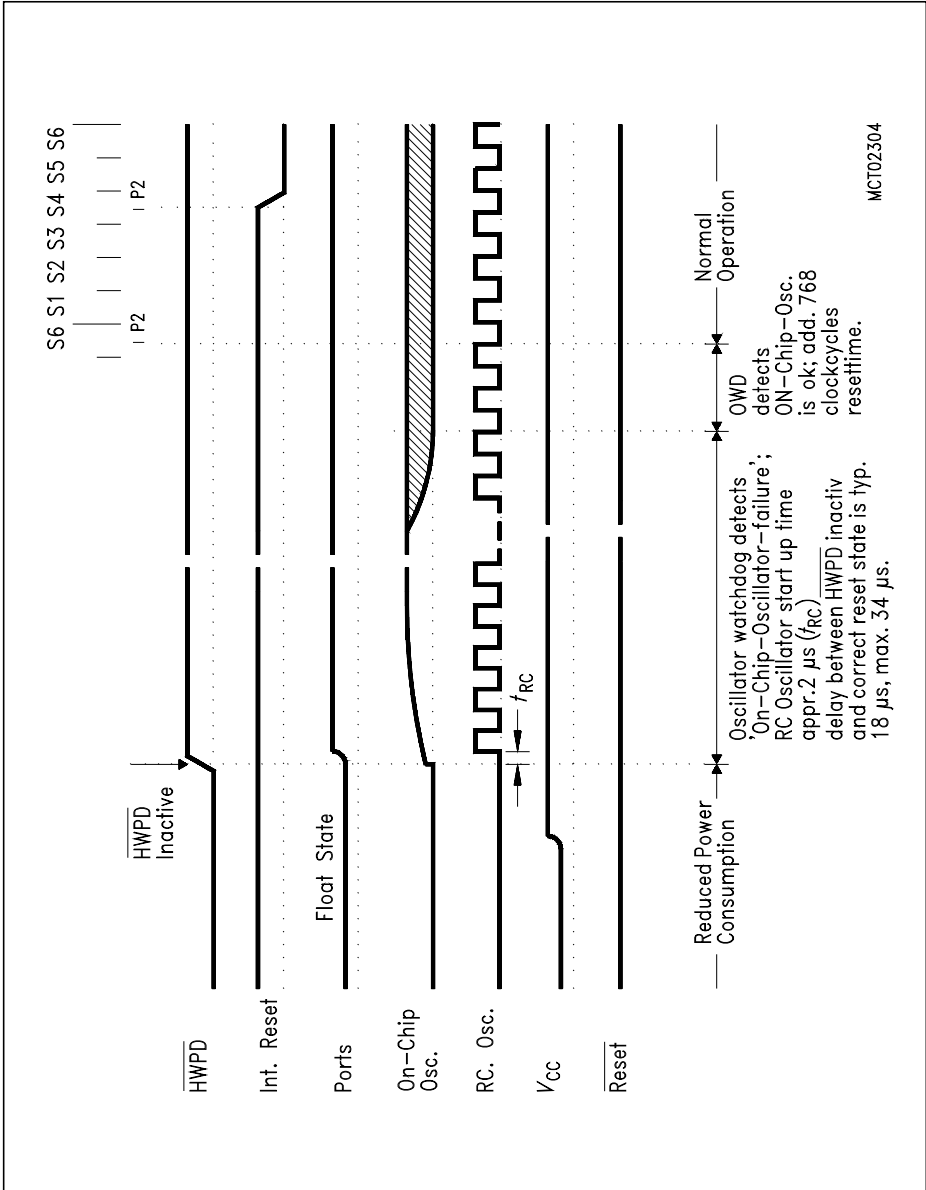 S6 S1 S2 S3 S4 S5 S6
P2
P2
HWPD
Inactive
HWPD
Int. Reset
Float State
Ports
On-Chip
Osc.
tRC
RC. Osc.
VCC
Reset
Reduced Power
Consumption
Oscillator watchdog detects
'On-Chip-Oscillator-failure';
RC Oscillator start up time
appr.2 µs (tRC)
delay between HWPD inactiv
and correct reset state is typ.
18 µs, max. 34 µs.
OWD
detects
ON-Chip-Osc.
is ok; add. 768
clockcycles
resettime.
Normal
Operation
MCT02304